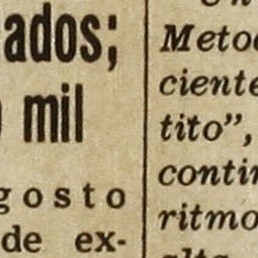 ados;
mil
gosto
de ex-
Metod
ciente
tito",
contin
ritmo